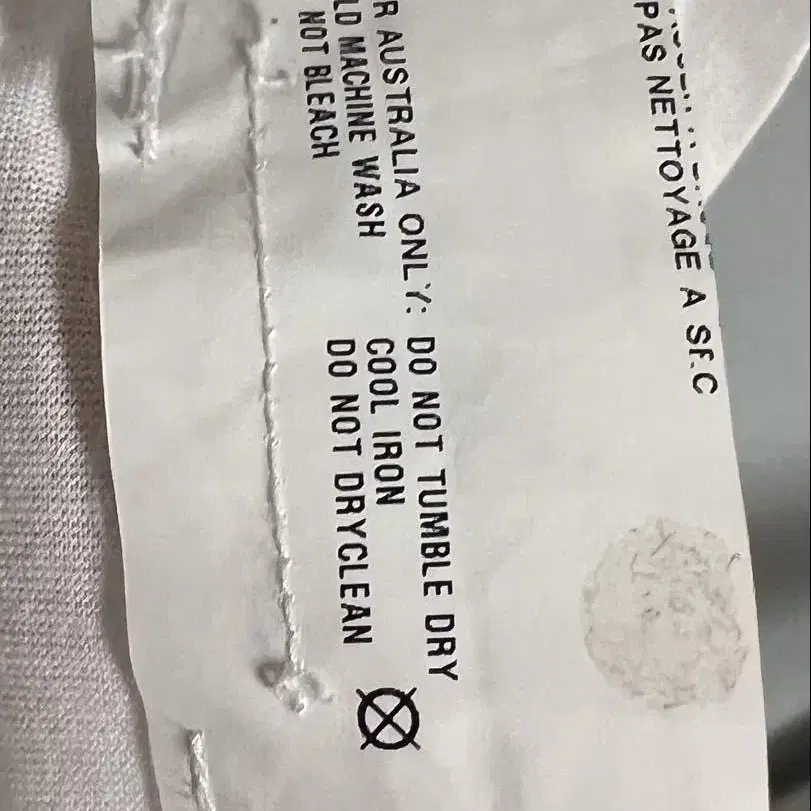 PAS NETTOYAGE A SEC
R AUSTRALIA ONLY: DO NOT TUMBLE DRY
LD MACHINE WASH COOL IRON
NOT BLEACH DO NOT DRYCLEAN